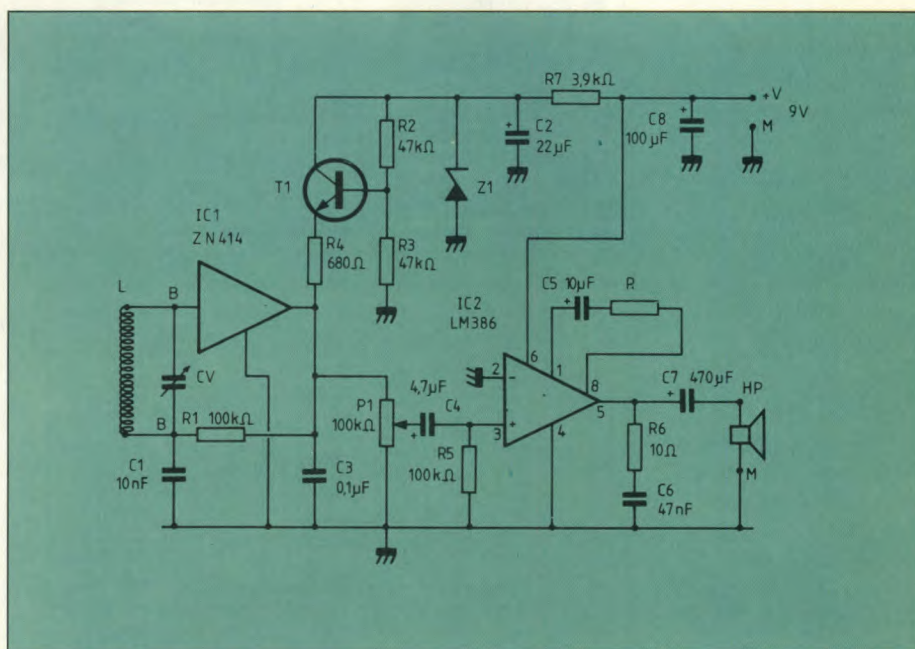 R7 3,9kΩ
+V
9V
M
C8
100µF
C2
22µF
R2
47kΩ
Z1
T1
IC1
ZN414
R4
680Ω
R3
47kΩ
L
B
CV
B
R1 100kΩ
C1
10nF
C3
0,1µF
P1
100kΩ
4,7µF
C4
R5
100kΩ
IC2
LM386
C5 10µF
R
6
1
8
2
-
+
3
4
5
C7 470µF
HP
R6
10Ω
M
C6
47nF